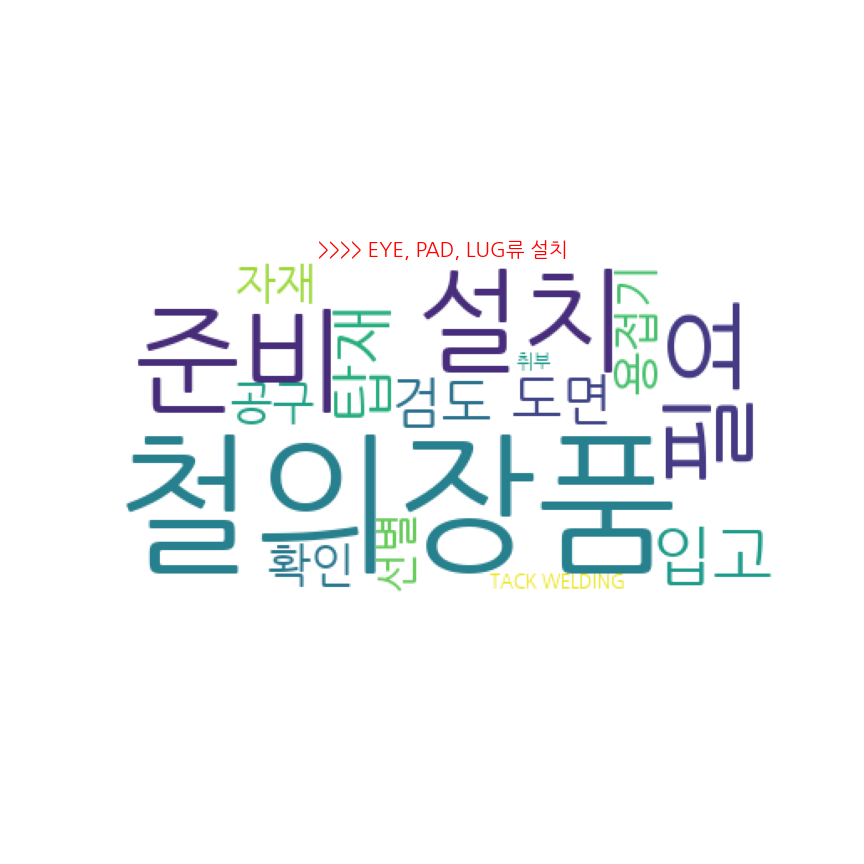 >>>> EYE, PAD, LUG류 설치
자재
준비
설치
용접기
필요
탑재
취부
공구
검도
도면
철의장품
확인
선별
입고
TACK WELDING